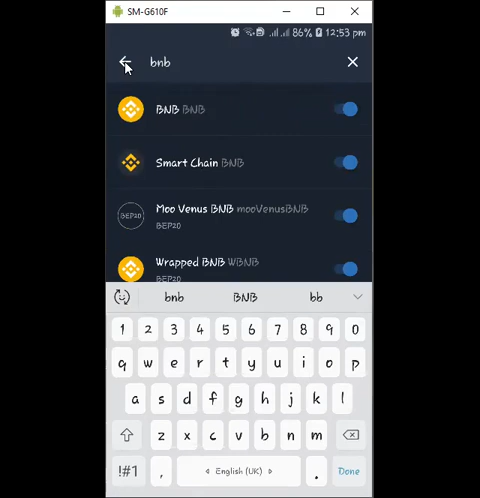 SM-G610F
86% 12:53 pm
bnb
BNB BNB
Smart Chain BNB
Moo Venus BNB mooVenusBNB
BEP20
BEP20
Wrapped BNB WBNB
BEP20
bnb BNB bb
1 2 3 4 5 6 7 8 9 0
q w e r t y u i o p
a s d f g h j k l
z x c v b n m
!#1 , English (UK) . Done